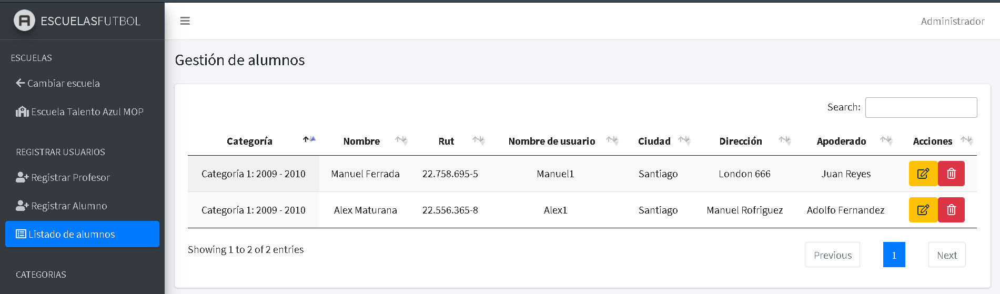 ESCUELASFUTBOL
Administrador
ESCUELAS
Cambiar escuela
Escuela Talento Azul MOP
REGISTRAR USUARIOS
Registrar Profesor
Registrar Alumno
Listado de alumnos
CATEGORIAS
Gestión de alumnos
Search:
Categoría Nombre Rut Nombre de usuario Ciudad Dirección Apoderado Acciones
Categoría 1: 2009 - 2010 Manuel Ferrada 22.758.695-5 Manuel1 Santiago London 666 Juan Reyes
Categoría 1: 2009 - 2010 Alex Maturana 22.556.365-8 Alex1 Santiago Manuel Rofriguez Adolfo Fernandez
Showing 1 to 2 of 2 entries
Previous 1 Next